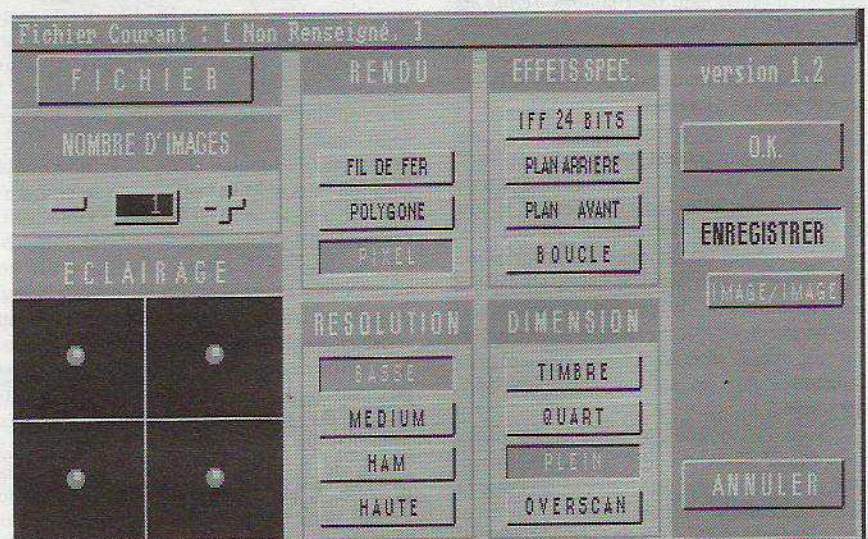 Fichier Courant : [ Non Renseigné. ]
FICHIER
NOMBRE D'IMAGES
1
ECLAIRAGE
RENDU
FIL DE FER
POLYGONE
PIXEL
EFFETS SPEC.
IFF 24 BITS
PLAN ARRIERE
PLAN AVANT
BOUCLE
RESOLUTION
BASSE
MEDIUM
HAM
HAUTE
DIMENSION
TIMBRE
QUART
PLEIN
OVERSCAN
version 1.2
O.K.
ENREGISTRER
IMAGE/IMAGE
ANNULER